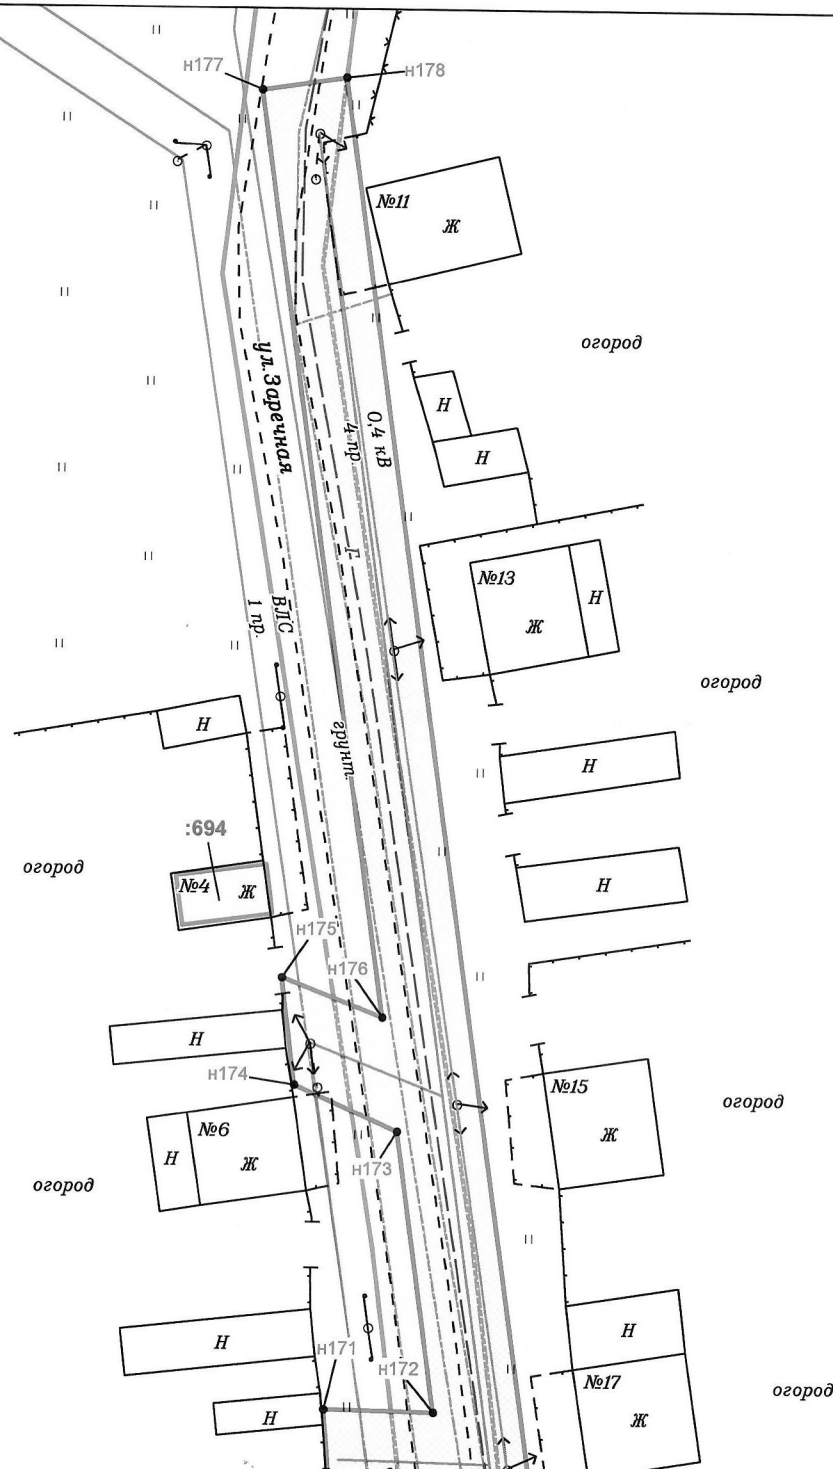 н177
н178
№11
Ж
огород
ул.Заречная
0,4 кВ
4 пр.
Н
Н
Г
№13
Н
Ж
ВЛС
1 пр.
огород
Н
грунт.
Н
:694
огород
№4
Ж
Н
н175
н176
Н
н174
№15
огород
№6
Н
Ж
Ж
н173
огород
Н
Н
н171
н172
№17
огород
Н
Ж